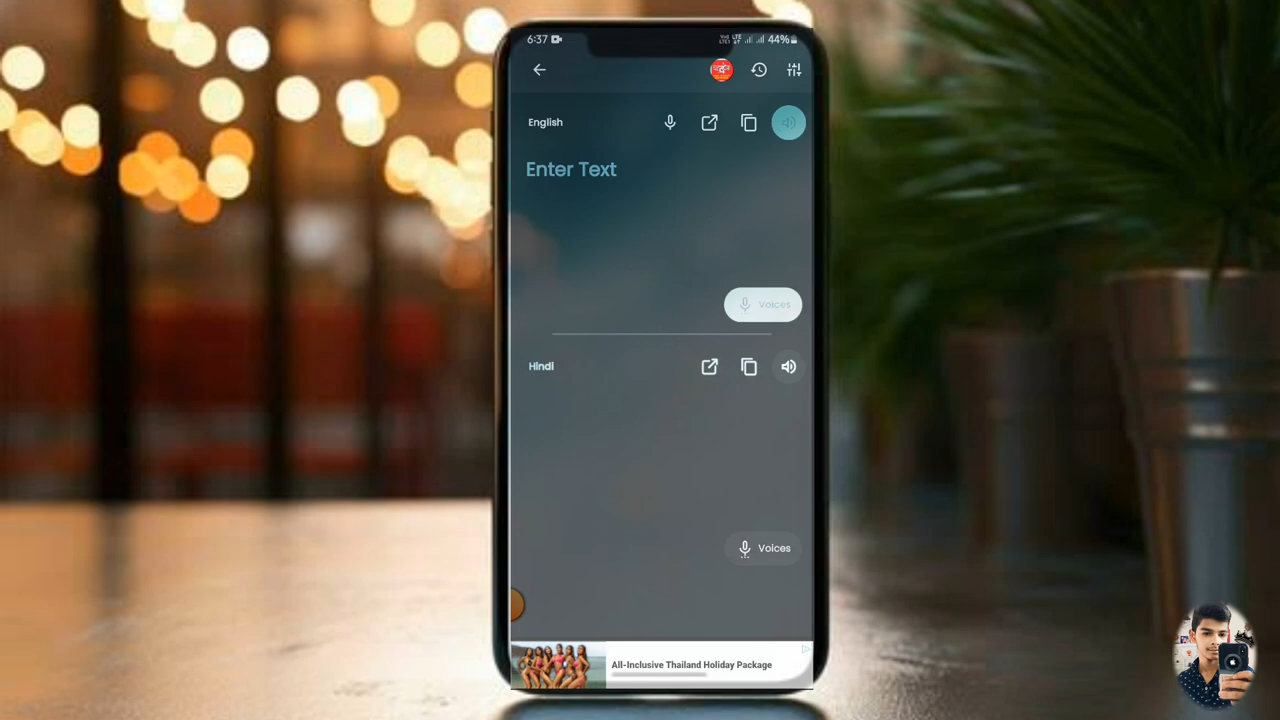 6:37
44%
English
Enter Text
Voices
Hindi
Voices
All-Inclusive Thailand Holiday Package